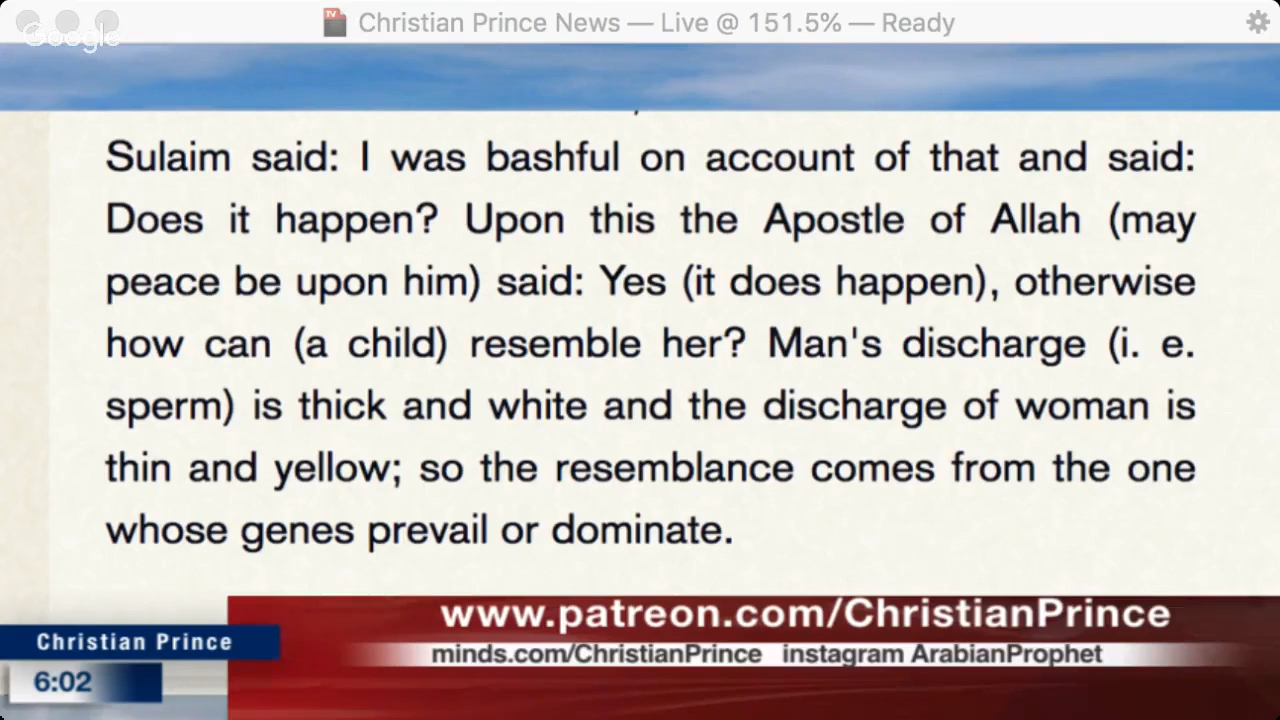 Christian Prince News — Live @ 151.5% — Ready
Google
Sulaim said: I was bashful on account of that and said:
Does it happen? Upon this the Apostle of Allah (may
peace be upon him) said: Yes (it does happen), otherwise
how can (a child) resemble her? Man's discharge (i. e.
sperm) is thick and white and the discharge of woman is
thin and yellow; so the resemblance comes from the one
whose genes prevail or dominate.
www.patreon.com/ChristianPrince
Christian Prince
minds.com/ChristianPrince instagram ArabianProphet
6:02